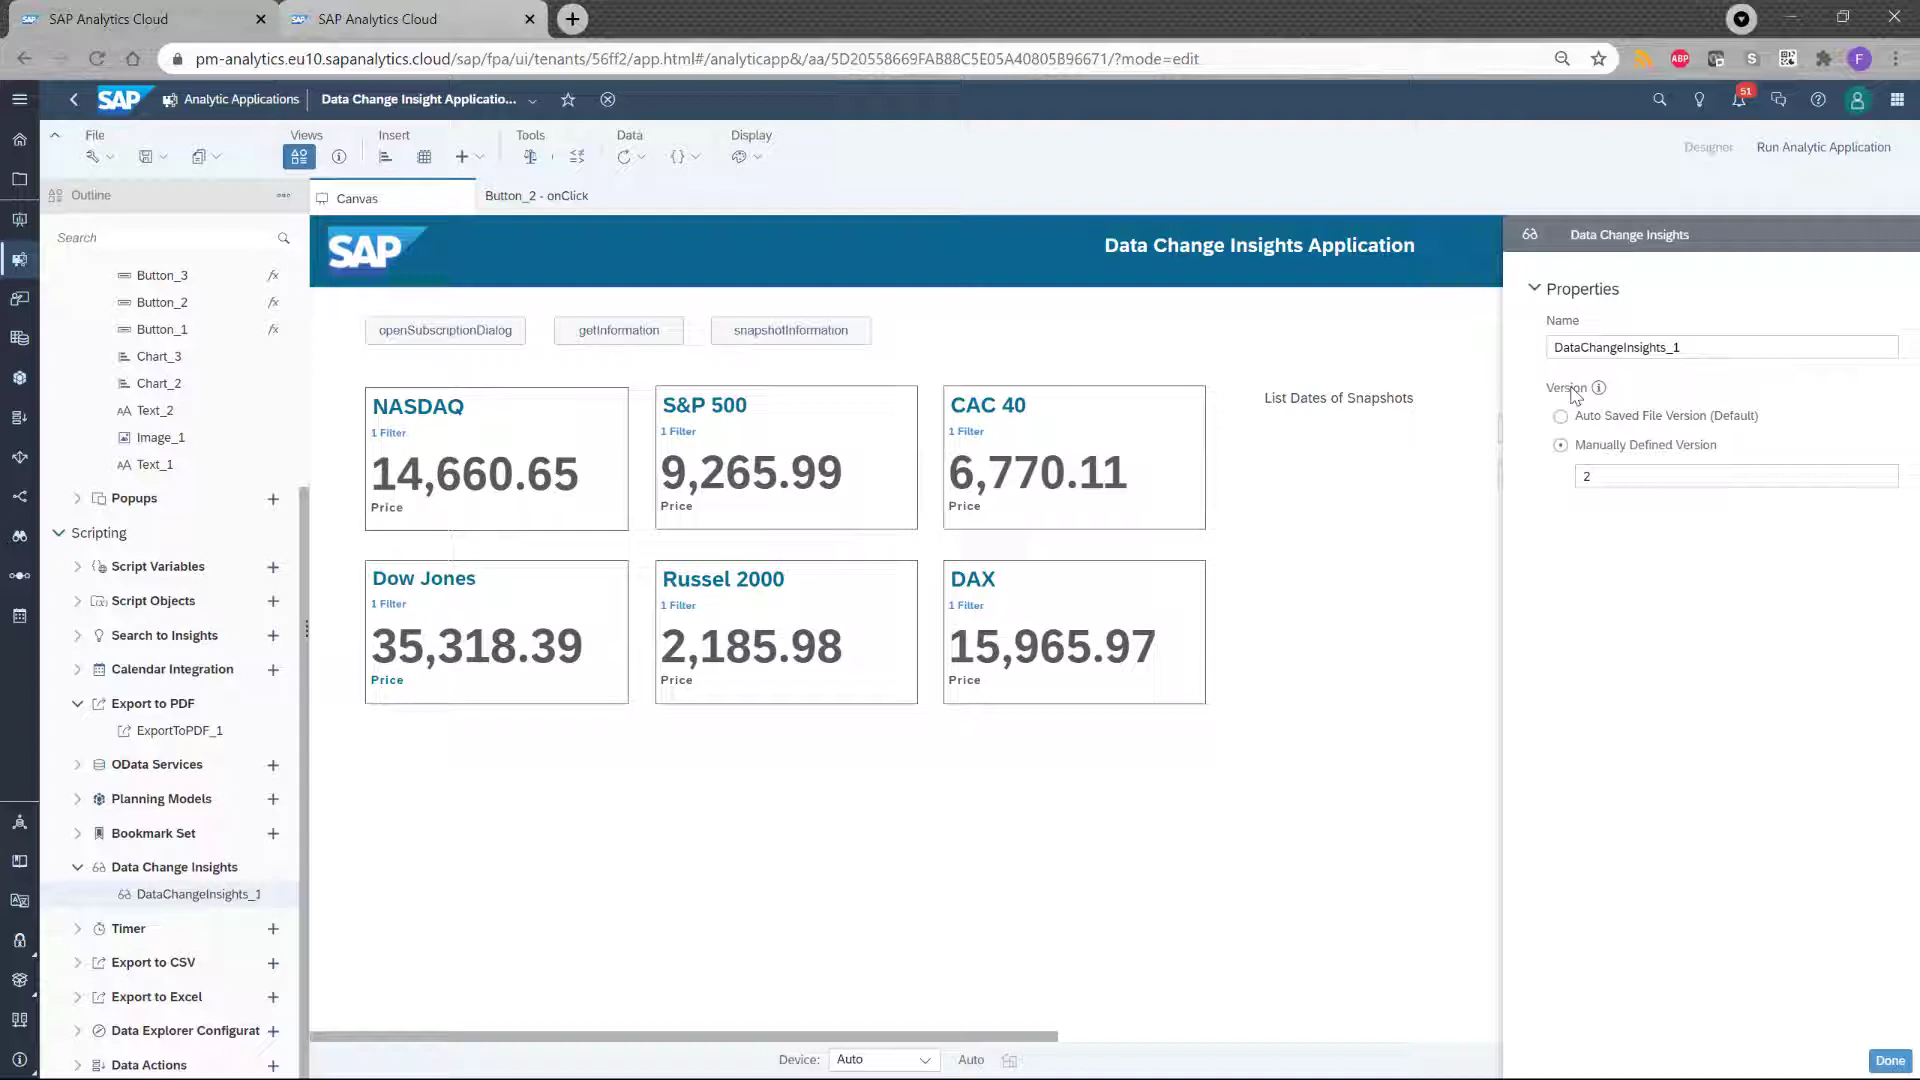 SAP Analytics Cloud
SAP Analytics Cloud
pm-analytics.eu10.sapanalytics.cloud/sap/fpa/ui/tenants/56ff2/app.html#/analyticapp&/aa/5D20558669FAB88C5E05A40805B96671/?mode=edit
ABP
S
F
SAP
Analytic Applications
Data Change Insight Applicatio...
51
File
Views
Insert
Tools
Data
Display
Designer
Run Analytic Application
Outline
Canvas
Button_2 - onClick
Search
Button_3
Button_2
Button_1
Chart_3
Chart_2
Text_2
Image_1
Text_1
Popups
Scripting
Script Variables
Script Objects
Search to Insights
Calendar Integration
Export to PDF
ExportToPDF_1
OData Services
Planning Models
Bookmark Set
Data Change Insights
DataChangeInsights_1
Timer
Export to CSV
Export to Excel
Data Explorer Configurat
Data Actions
SAP
Data Change Insights Application
openSubscriptionDialog
getInformation
snapshotInformation
NASDAQ
1 Filter
14,660.65
Price
S&P 500
1 Filter
9,265.99
Price
CAC 40
1 Filter
6,770.11
Price
List Dates of Snapshots
Dow Jones
1 Filter
35,318.39
Price
Russel 2000
1 Filter
2,185.98
Price
DAX
1 Filter
15,965.97
Price
Device:
Auto
Auto
Data Change Insights
Properties
Name
DataChangeInsights_1
Version
Auto Saved File Version (Default)
Manually Defined Version
2
Done